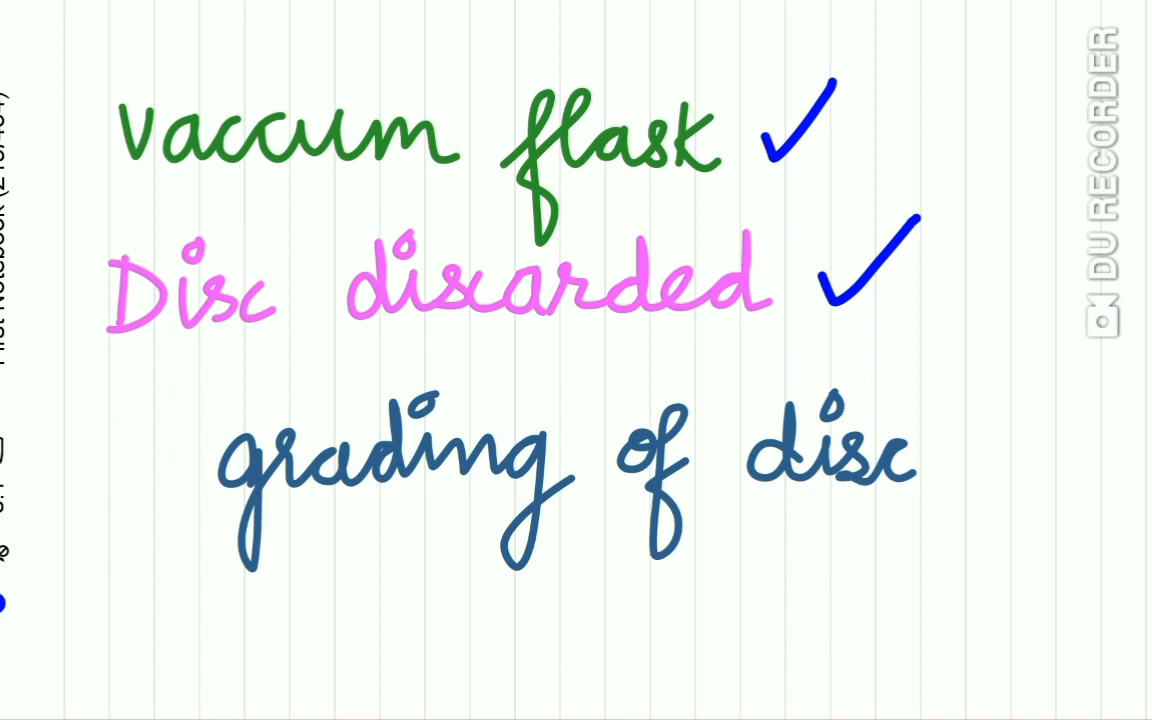 vaccum flask ✓
Disc discarded ✓
grading of disc
DU RECORDER